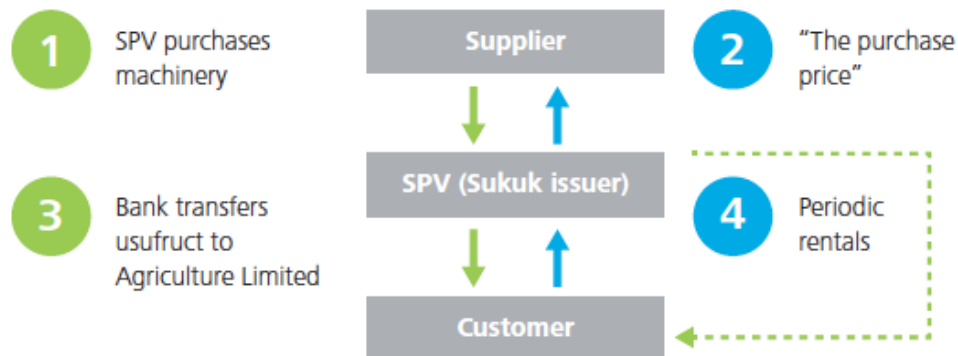 1
SPV purchases
machinery
Supplier
2
“The purchase
price”
SPV (Sukuk issuer)
3
Bank transfers
usufruct to
Agriculture Limited
4
Periodic
rentals
Customer